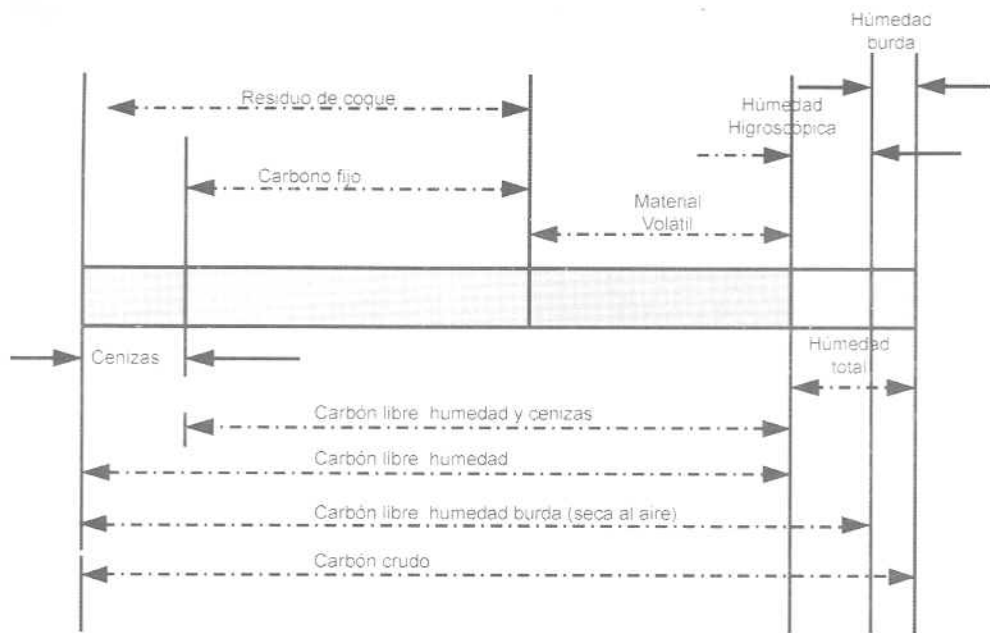 Húmedad
burda
Residuo de coque
Húmedad
Higroscópica
Carbono fijo
Material
Volátil
Cenizas
Húmedad
total
Carbón libre humedad y cenizas
Carbón libre humedad
Carbón libre humedad burda (seca al aire)
Carbón crudo